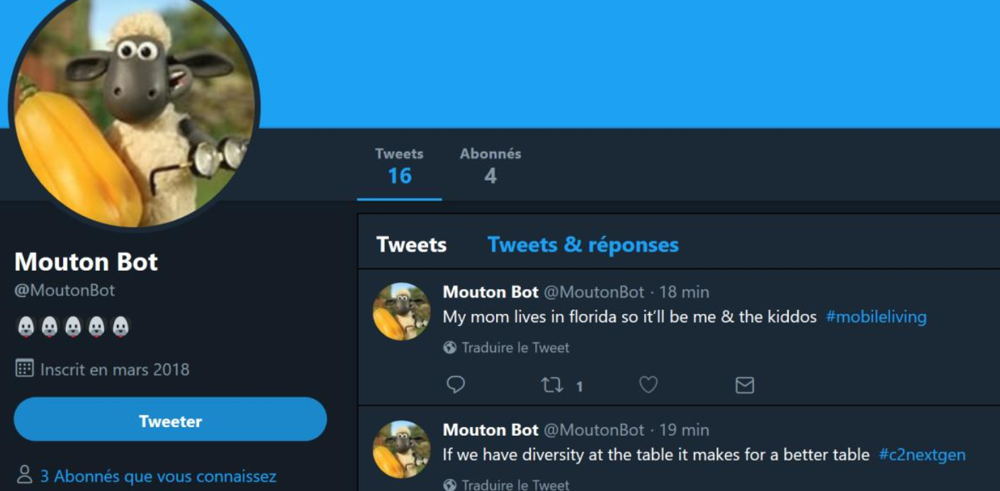 Tweets
16
Abonnés
4
Mouton Bot
@MoutonBot
Inscrit en mars 2018
Tweeter
3 Abonnés que vous connaissez
Tweets
Tweets & réponses
Mouton Bot @MoutonBot · 18 min
My mom lives in florida so it'll be me & the kiddos #mobileliving
Traduire le Tweet
1
Mouton Bot @MoutonBot · 19 min
If we have diversity at the table it makes for a better table #c2nextgen
Traduire le Tweet